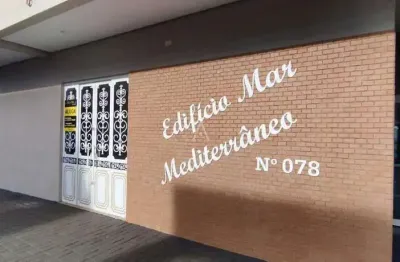 Edifício Mar
Mediterrâneo
Nº 078